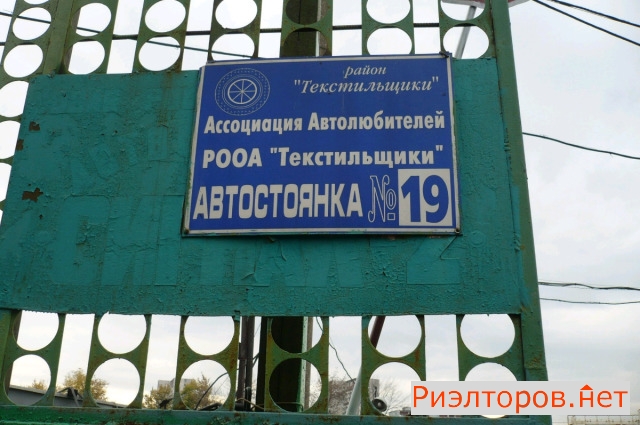 район
"Текстильщики"
Ассоциация Автолюбителей
РООА "Текстильщики"
АВТОСТОЯНКА №19
Риэлторов.нет